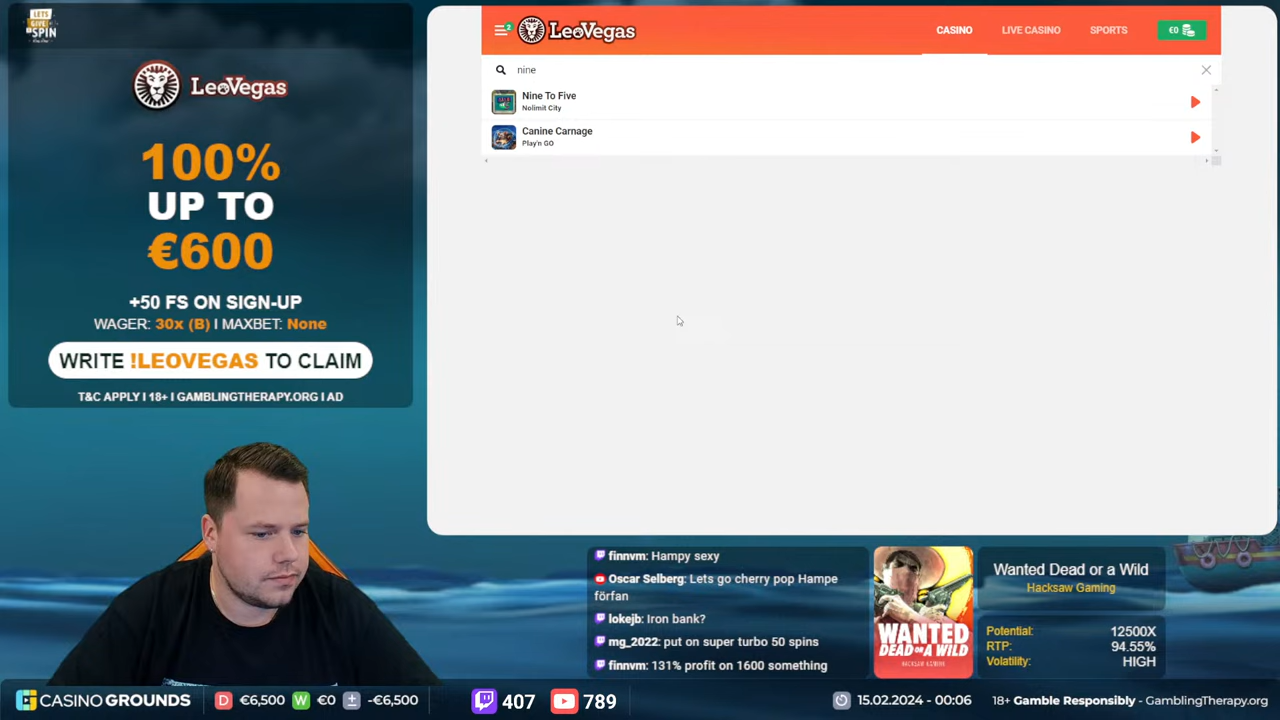 LETS
GIVE IT
A SPIN
LeoVegas
100%
UP TO
€600
+50 FS ON SIGN-UP
WAGER: 30x (B) I MAXBET: None
WRITE !LEOVEGAS TO CLAIM
T&C APPLY I 18+ I GAMBLINGTHERAPY.ORG I AD
2
LeoVegas
CASINO
LIVE CASINO
SPORTS
€0
nine
Nine To Five
Nolimit City
Canine Carnage
Play'n GO
finnvm: Hampy sexy
Oscar Selberg: Lets go cherry pop Hampe
förfan
lokejb: Iron bank?
mg_2022: put on super turbo 50 spins
finnvm: 131% profit on 1600 something
WANTED
DEAD OR A WILD
HACKSAW GAMING
Wanted Dead or a Wild
Hacksaw Gaming
Potential: 12500X
RTP: 94.55%
Volatility: HIGH
CASINOGROUNDS
D €6,500 W €0 ± -€6,500
407
789
15.02.2024 - 00:06
18+ Gamble Responsibly - GamblingTherapy.org